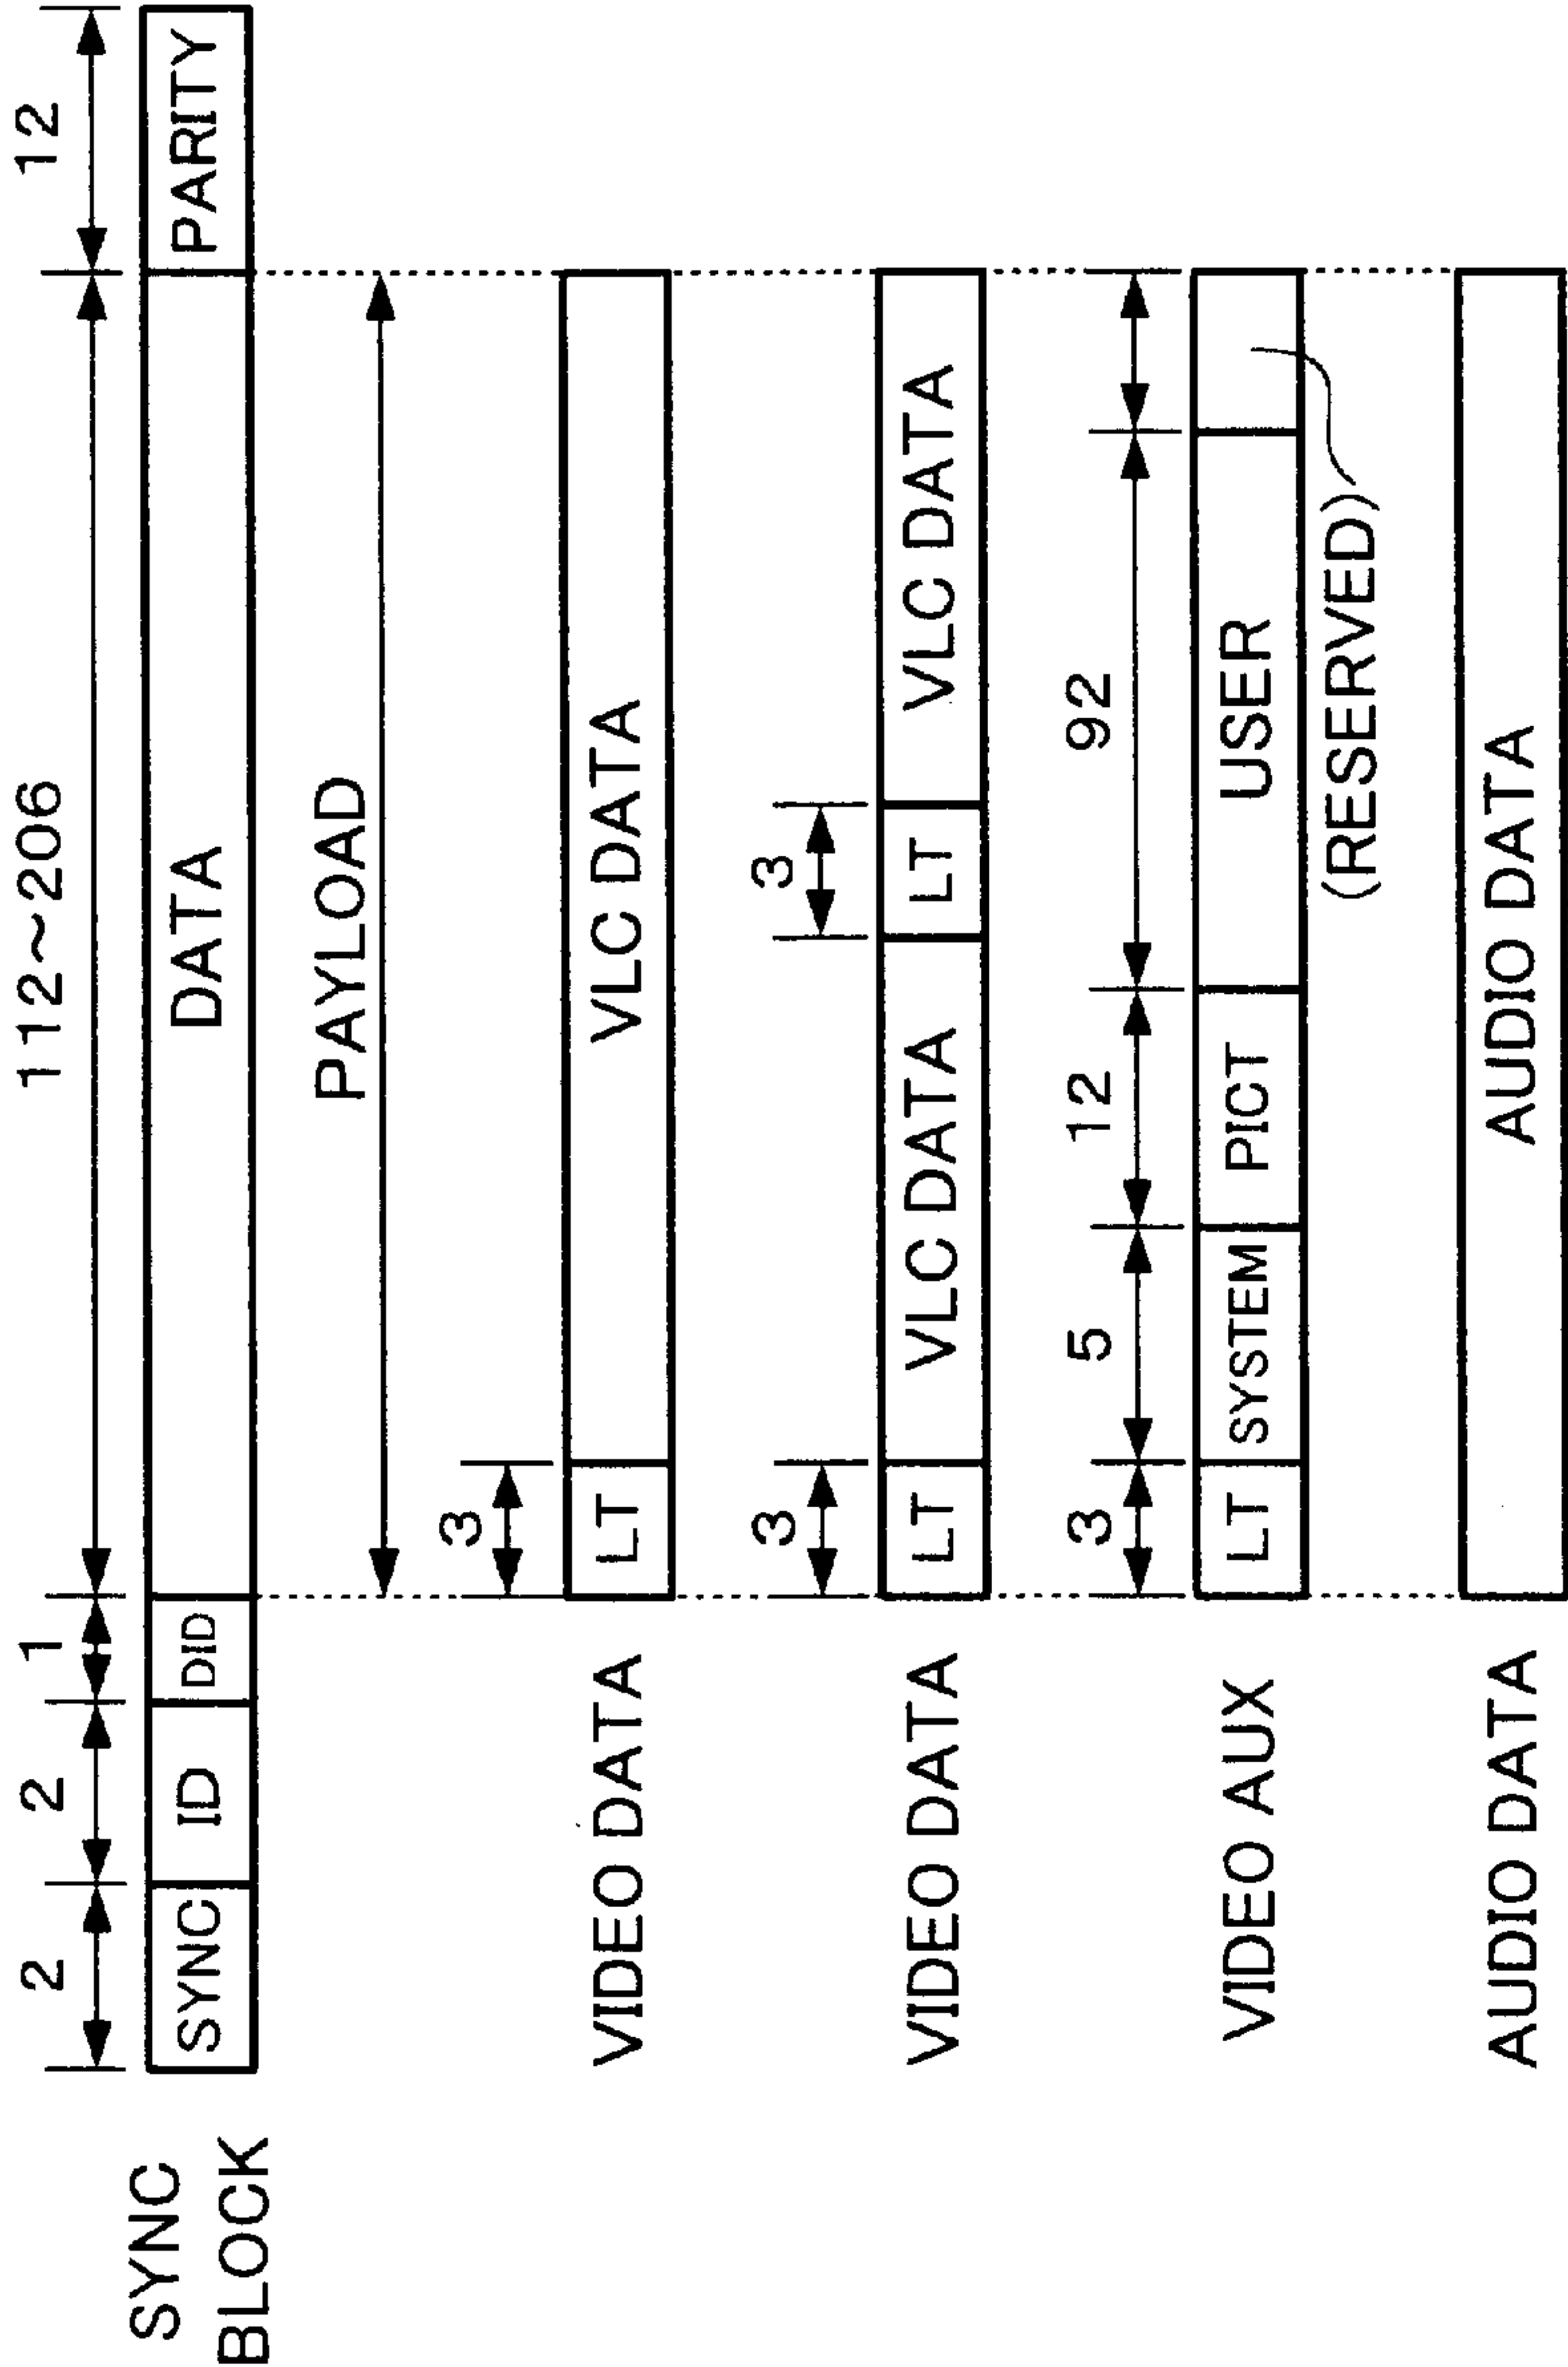 2 2 1 112~206 12
SYNC
BLOCK
SYNC ID DID DATA PARITY
PAYLOAD
3
VIDEO DATA LT VLC DATA
3 3
VIDEO DATA LT VLC DATA LT VLC DATA
3 5 12 92
VIDEO AUX LT SYSTEM PICT USER
(RESERVED)
AUDIO DATA AUDIO DATA